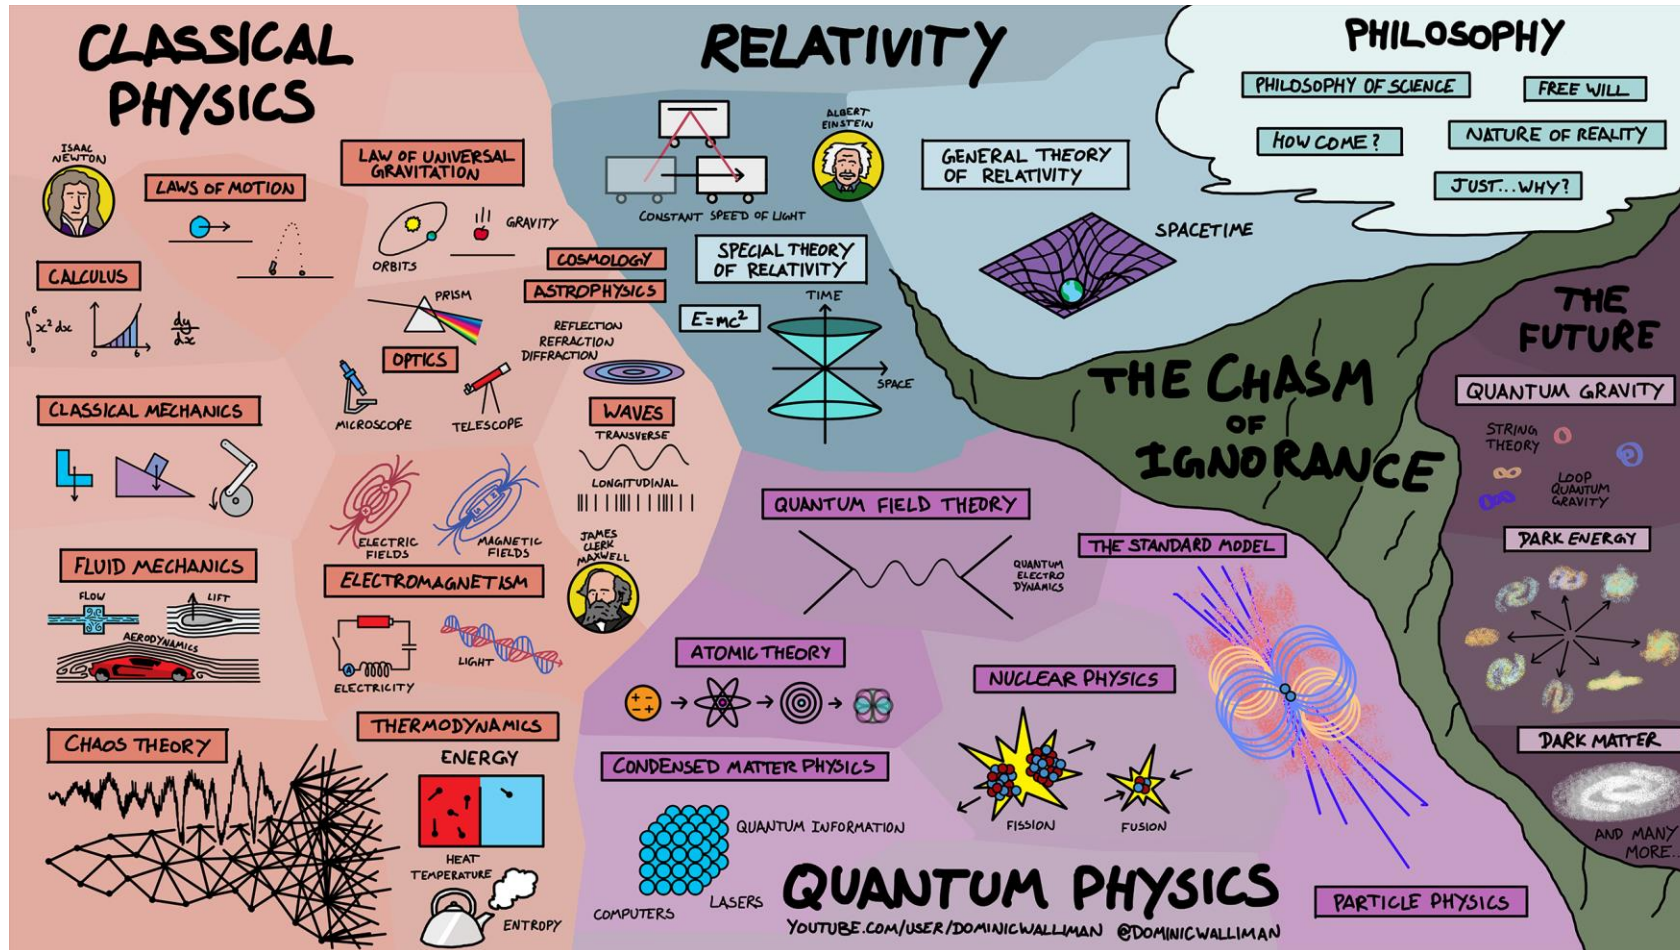 CLASSICAL
PHYSICS
ISAAC
NEWTON
LAWS OF MOTION
LAW OF UNIVERSAL
GRAVITATION
ORBITS
GRAVITY
CALCULUS
∫₀⁶ x² dx
0 6
dy
dx
COSMOLOGY
ASTROPHYSICS
PRISM
OPTICS
MICROSCOPE
TELESCOPE
REFLECTION
REFRACTION
DIFFRACTION
WAVES
TRANSVERSE
LONGITUDINAL
CLASSICAL MECHANICS
ELECTRIC
FIELDS
MAGNETIC
FIELDS
JAMES
CLERK
MAXWELL
FLUID MECHANICS
FLOW
LIFT
AERODYNAMICS
ELECTROMAGNETISM
A
ELECTRICITY
LIGHT
CHAOS THEORY
THERMODYNAMICS
ENERGY
HEAT
TEMPERATURE
ENTROPY
RELATIVITY
CONSTANT SPEED OF LIGHT
ALBERT
EINSTEIN
GENERAL THEORY
OF RELATIVITY
SPACETIME
SPECIAL THEORY
OF RELATIVITY
E=mc²
TIME
SPACE
PHILOSOPHY
PHILOSOPHY OF SCIENCE
FREE WILL
HOW COME?
NATURE OF REALITY
JUST...WHY?
THE CHASM
OF
IGNORANCE
THE
FUTURE
QUANTUM GRAVITY
STRING
THEORY
LOOP
QUANTUM
GRAVITY
DARK ENERGY
DARK MATTER
AND MANY
MORE...
QUANTUM FIELD THEORY
QUANTUM
ELECTRO
DYNAMICS
THE STANDARD MODEL
ATOMIC THEORY
NUCLEAR PHYSICS
FISSION
FUSION
CONDENSED MATTER PHYSICS
QUANTUM INFORMATION
LASERS
COMPUTERS
PARTICLE PHYSICS
QUANTUM PHYSICS
YOUTUBE.COM/USER/DOMINICWALLIMAN @DOMINICWALLIMAN